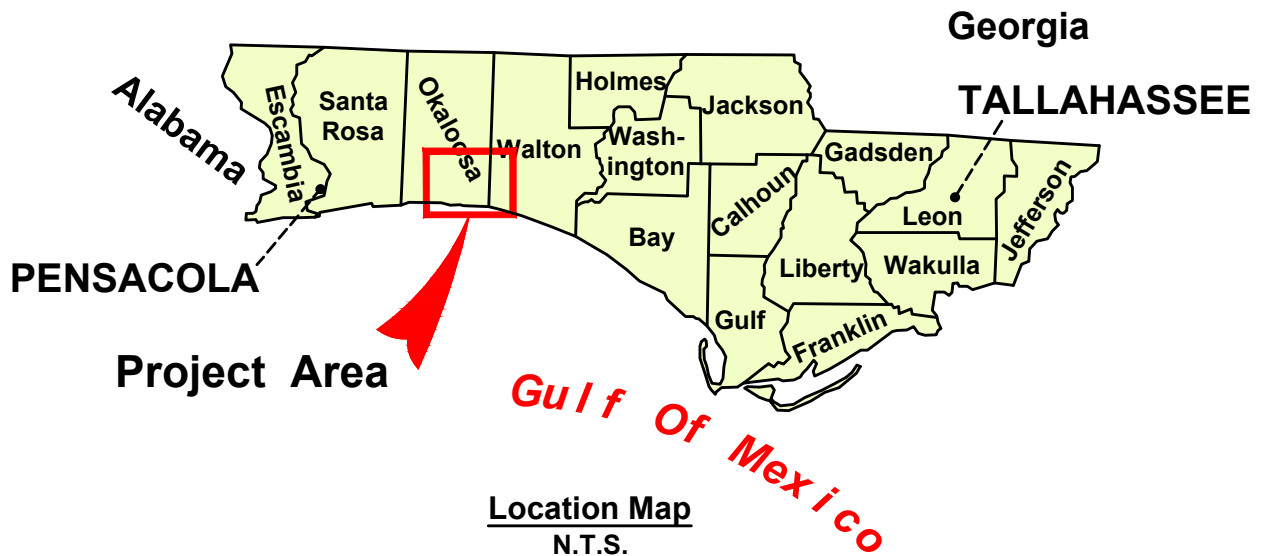 Georgia
Alabama
TALLAHASSEE
Escambia
Santa
Rosa
Okaloosa
Walton
Holmes
Wash-
ington
Jackson
Gadsden
Calhoun
Leon
Jefferson
Bay
Liberty
Wakulla
Gulf
Franklin
PENSACOLA
Project Area
Gulf Of Mexico
Location Map
N.T.S.